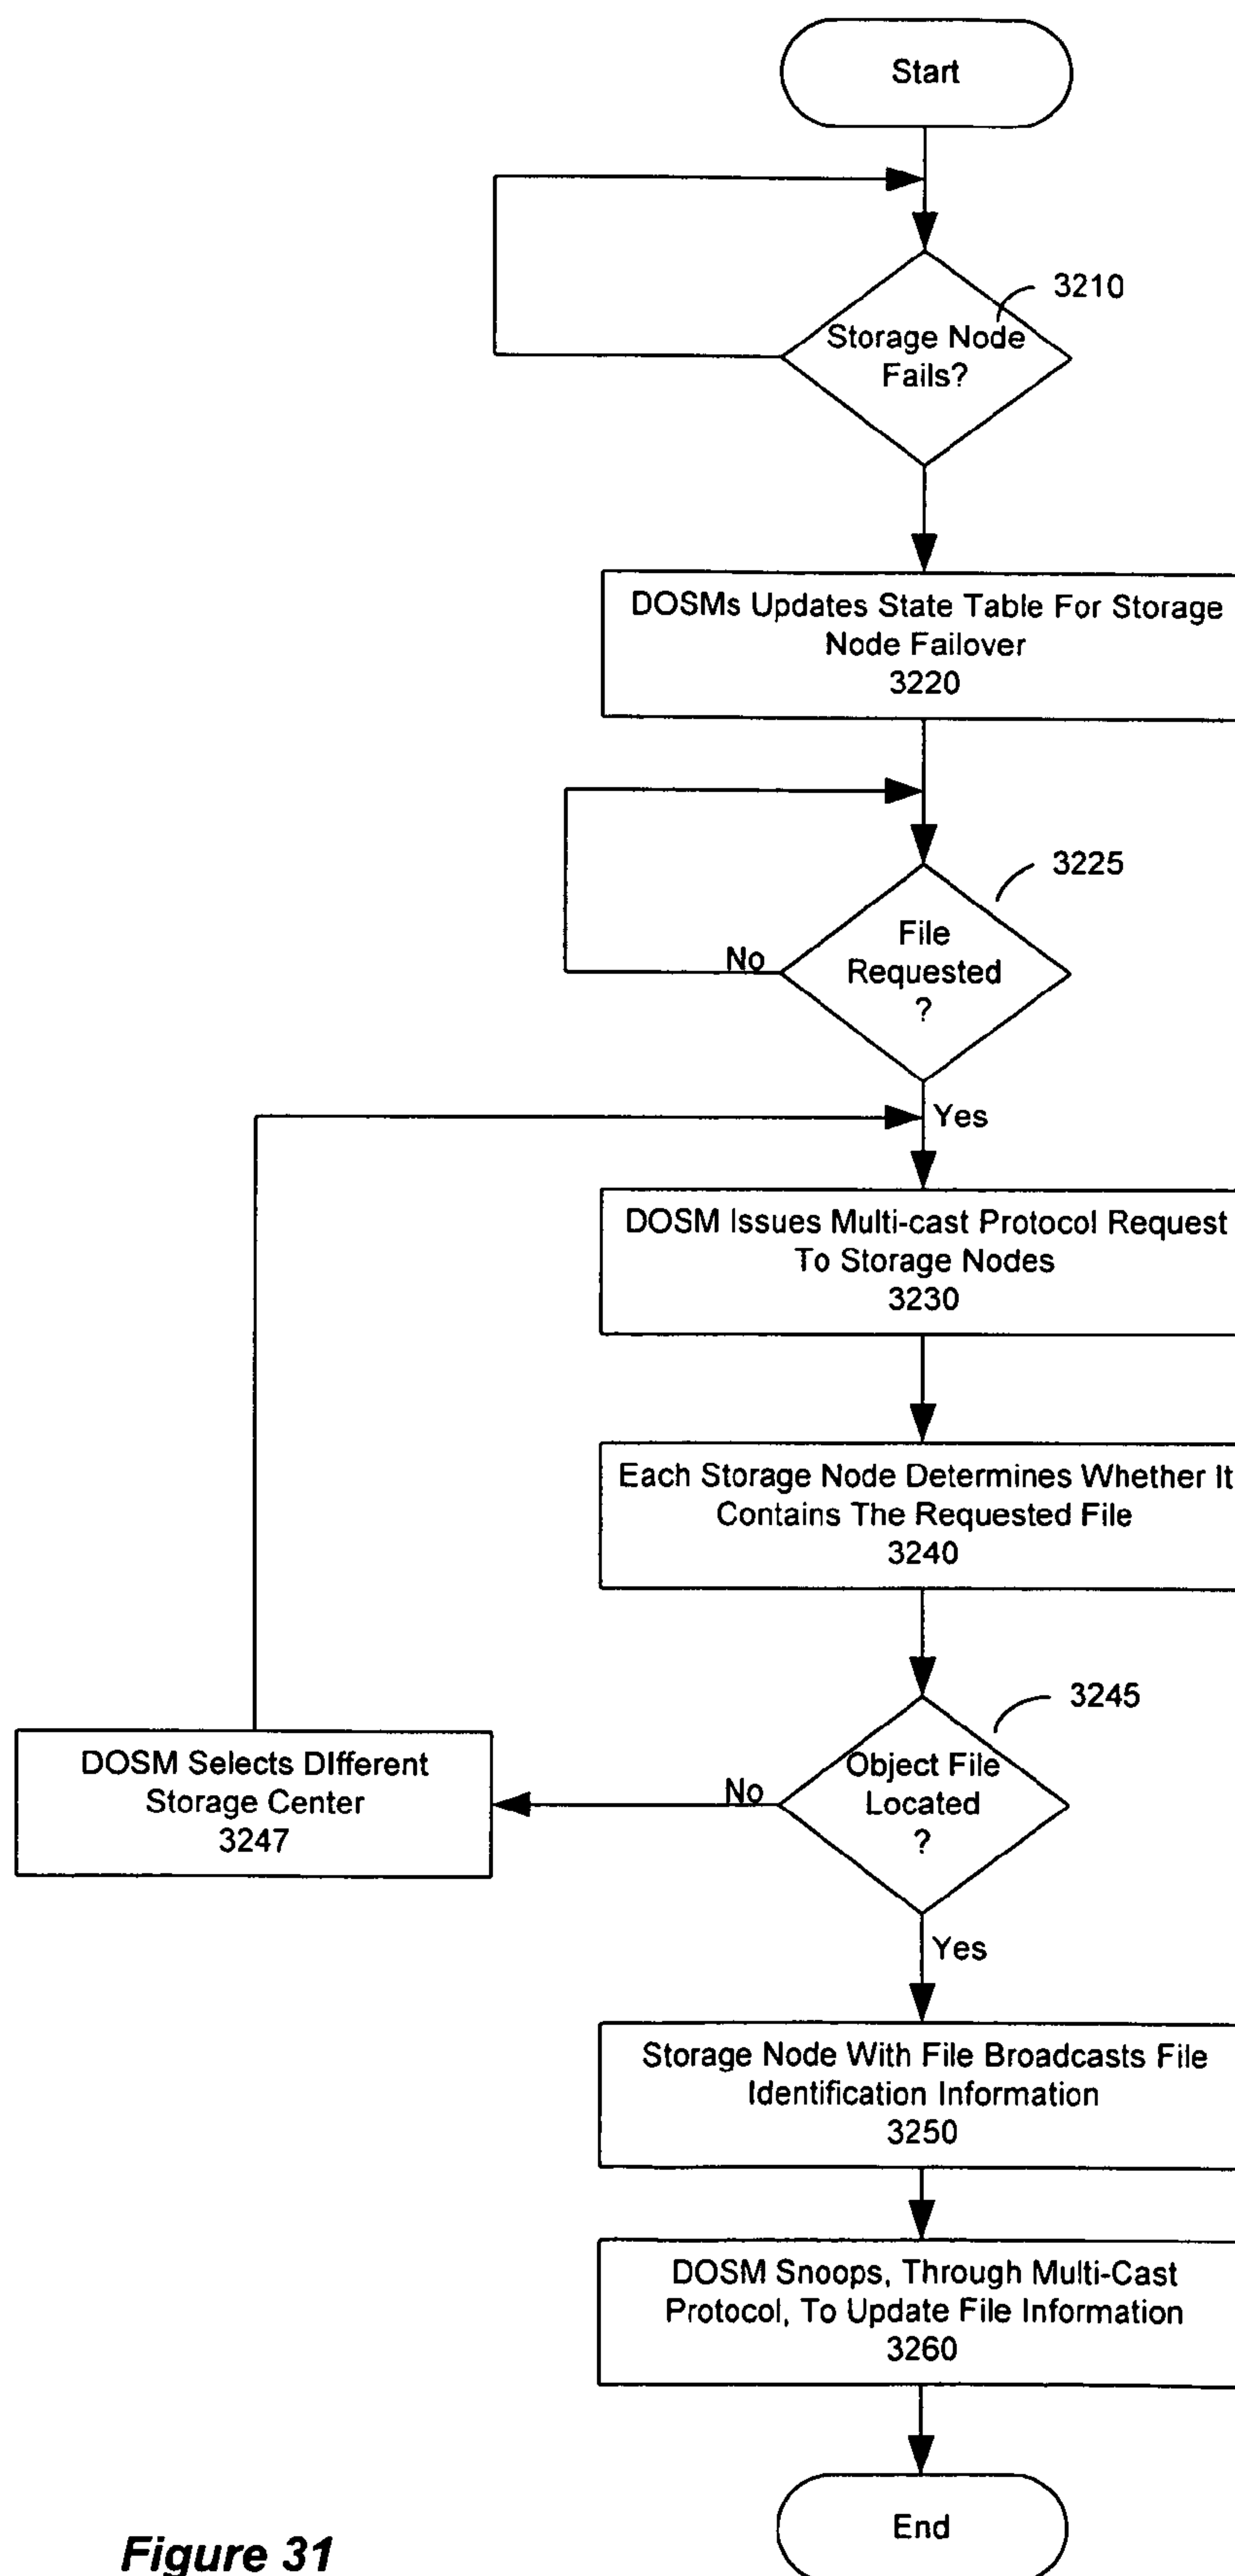 Start
3210
Storage Node
Fails?
DOSMs Updates State Table For Storage
Node Failover
3220
3225
File
Requested
?
No
Yes
DOSM Issues Multi-cast Protocol Request
To Storage Nodes
3230
Each Storage Node Determines Whether It
Contains The Requested File
3240
3245
Object File
Located
?
No
DOSM Selects DIfferent
Storage Center
3247
Yes
Storage Node With File Broadcasts File
Identification Information
3250
DOSM Snoops, Through Multi-Cast
Protocol, To Update File Information
3260
End
Figure 31